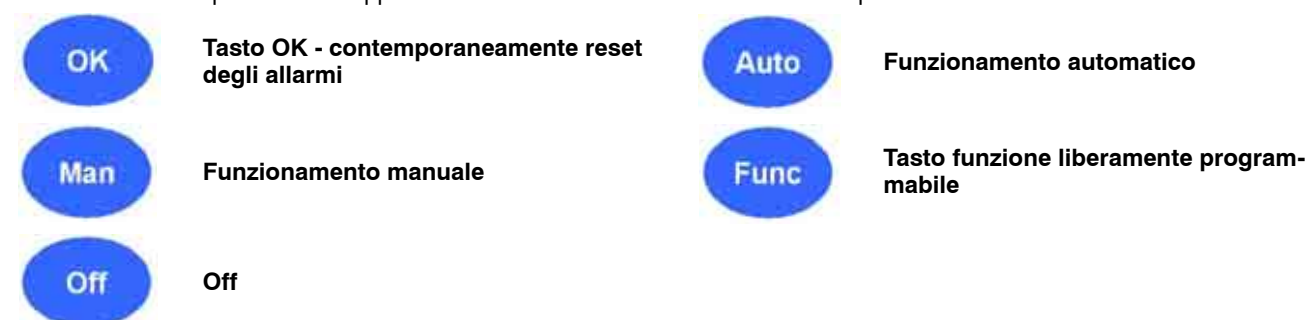 OK
Tasto OK - contemporaneamente reset
degli allarmi
Auto
Funzionamento automatico
Man
Funzionamento manuale
Func
Tasto funzione liberamente program-
mabile
Off
Off